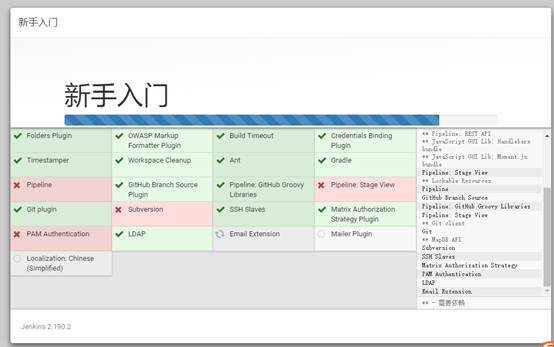 新手入门
新手入门
Folders Plugin
OWASP Markup
Formatter Plugin
Build Timeout
Credentials Binding
Plugin
Timestamper
Workspace Cleanup
Ant
Gradle
Pipeline
GitHub Branch Source
Plugin
Pipeline: GitHub Groovy
Libraries
Pipeline: Stage View
Git plugin
Subversion
SSH Slaves
Matrix Authorization
Strategy Plugin
PAM Authentication
LDAP
Email Extension
Mailer Plugin
Localization: Chinese
(Simplified)
** Pipeline: REST API
** JavaScript GUI Lib: Handlebars
bundle
** JavaScript GUI Lib: Moment.js
bundle
Pipeline: Stage View
** Lockable Resources
Pipeline
GitHub Branch Source
Pipeline: GitHub Groovy Libraries
Pipeline: Stage View
** Git client
Git
** MapDB API
Subversion
SSH Slaves
Matrix Authorization Strategy
PAM Authentication
LDAP
Email Extension
** - 需要依赖
Jenkins 2.190.2